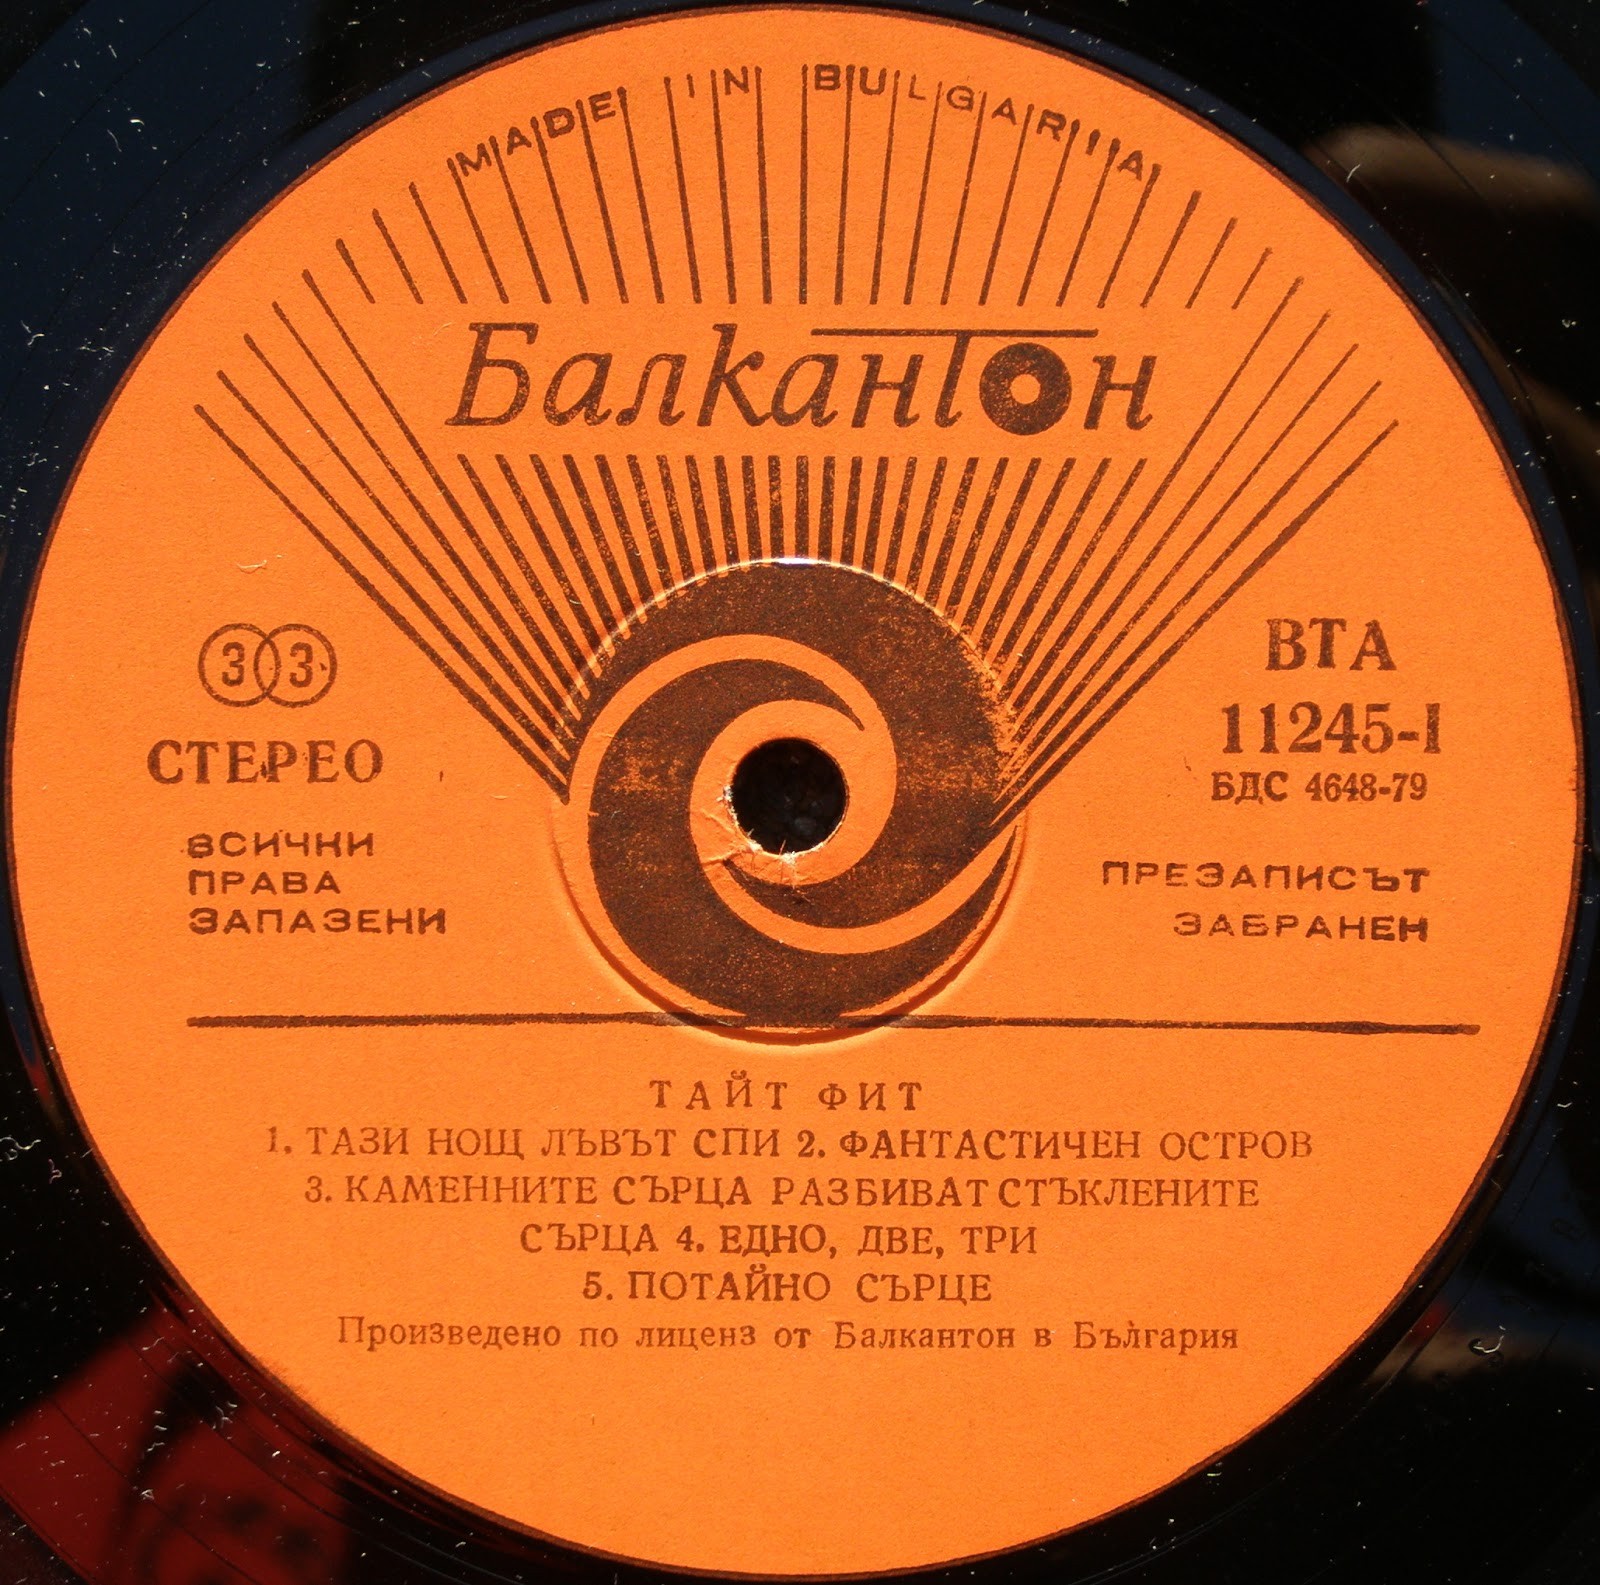 MADE IN BULGARIA
Балкантон
33
СТЕРЕО
ВСИЧКИ
ПРАВА
ЗАПАЗЕНИ
ВТА
11245-I
БДС 4648-79
ПРЕЗАПИСЪТ
ЗАБРАНЕН
ТАЙТ ФИТ
1. ТАЗИ НОЩ ЛЪВЪТ СПИ 2. ФАНТАСТИЧЕН ОСТРОВ
3. КАМЕННИТЕ СЪРЦА РАЗБИВАТ СТЪКЛЕНИТЕ
СЪРЦА 4. ЕДНО, ДВЕ, ТРИ
5. ПОТАЙНО СЪРЦЕ
Произведено по лиценз от Балкантон в България